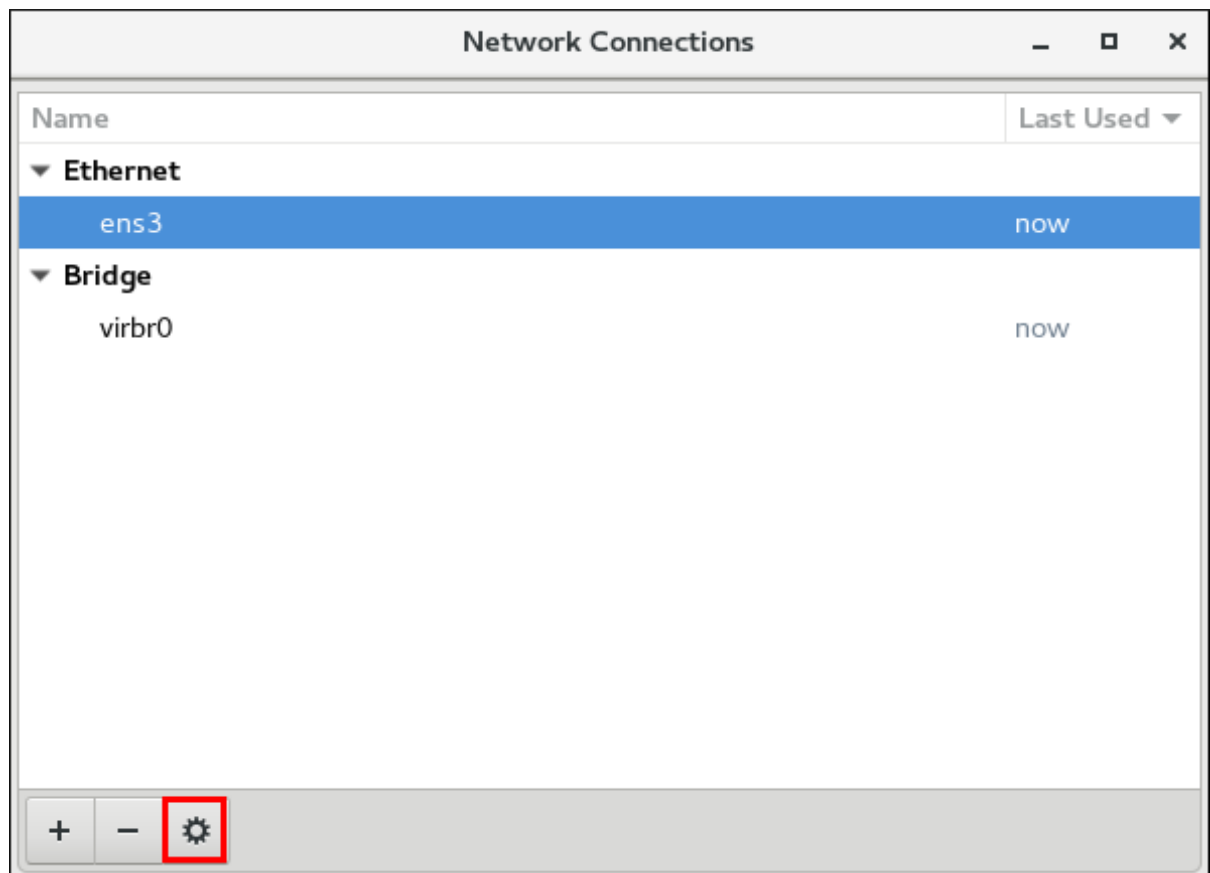 Network Connections
Name Last Used
Ethernet
ens3 now
Bridge
virbr0 now